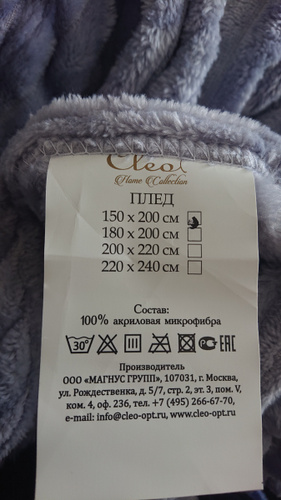 Cleo
Home Collection
ПЛЕД
150 x 200 см
180 x 200 см
200 x 220 см
220 x 240 см
Состав:
100% акриловая микрофибра
30° EAC
Производитель
ООО «МАГНУС ГРУПП», 107031, г. Москва,
ул. Рождественка, д. 5/7, стр. 2, эт. 3, пом. V,
ком. 4, оф. 236, тел. +7 (495) 266-67-70,
e-mail: info@cleo-opt.ru, www.cleo-opt.ru